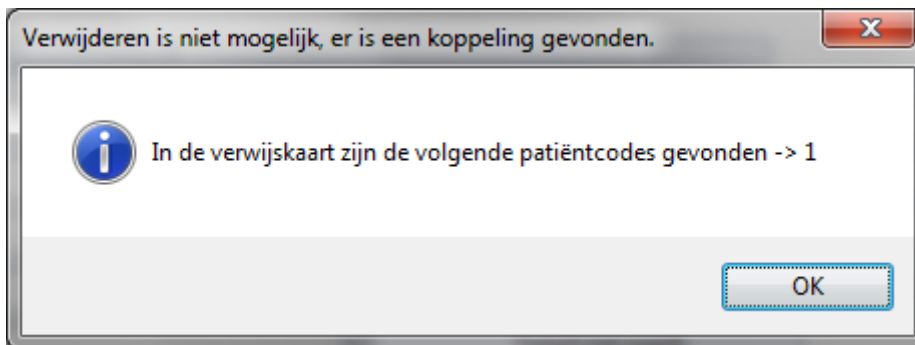 Verwijderen is niet mogelijk, er is een koppeling gevonden.
In de verwijskaart zijn de volgende patiëntcodes gevonden -> 1
OK